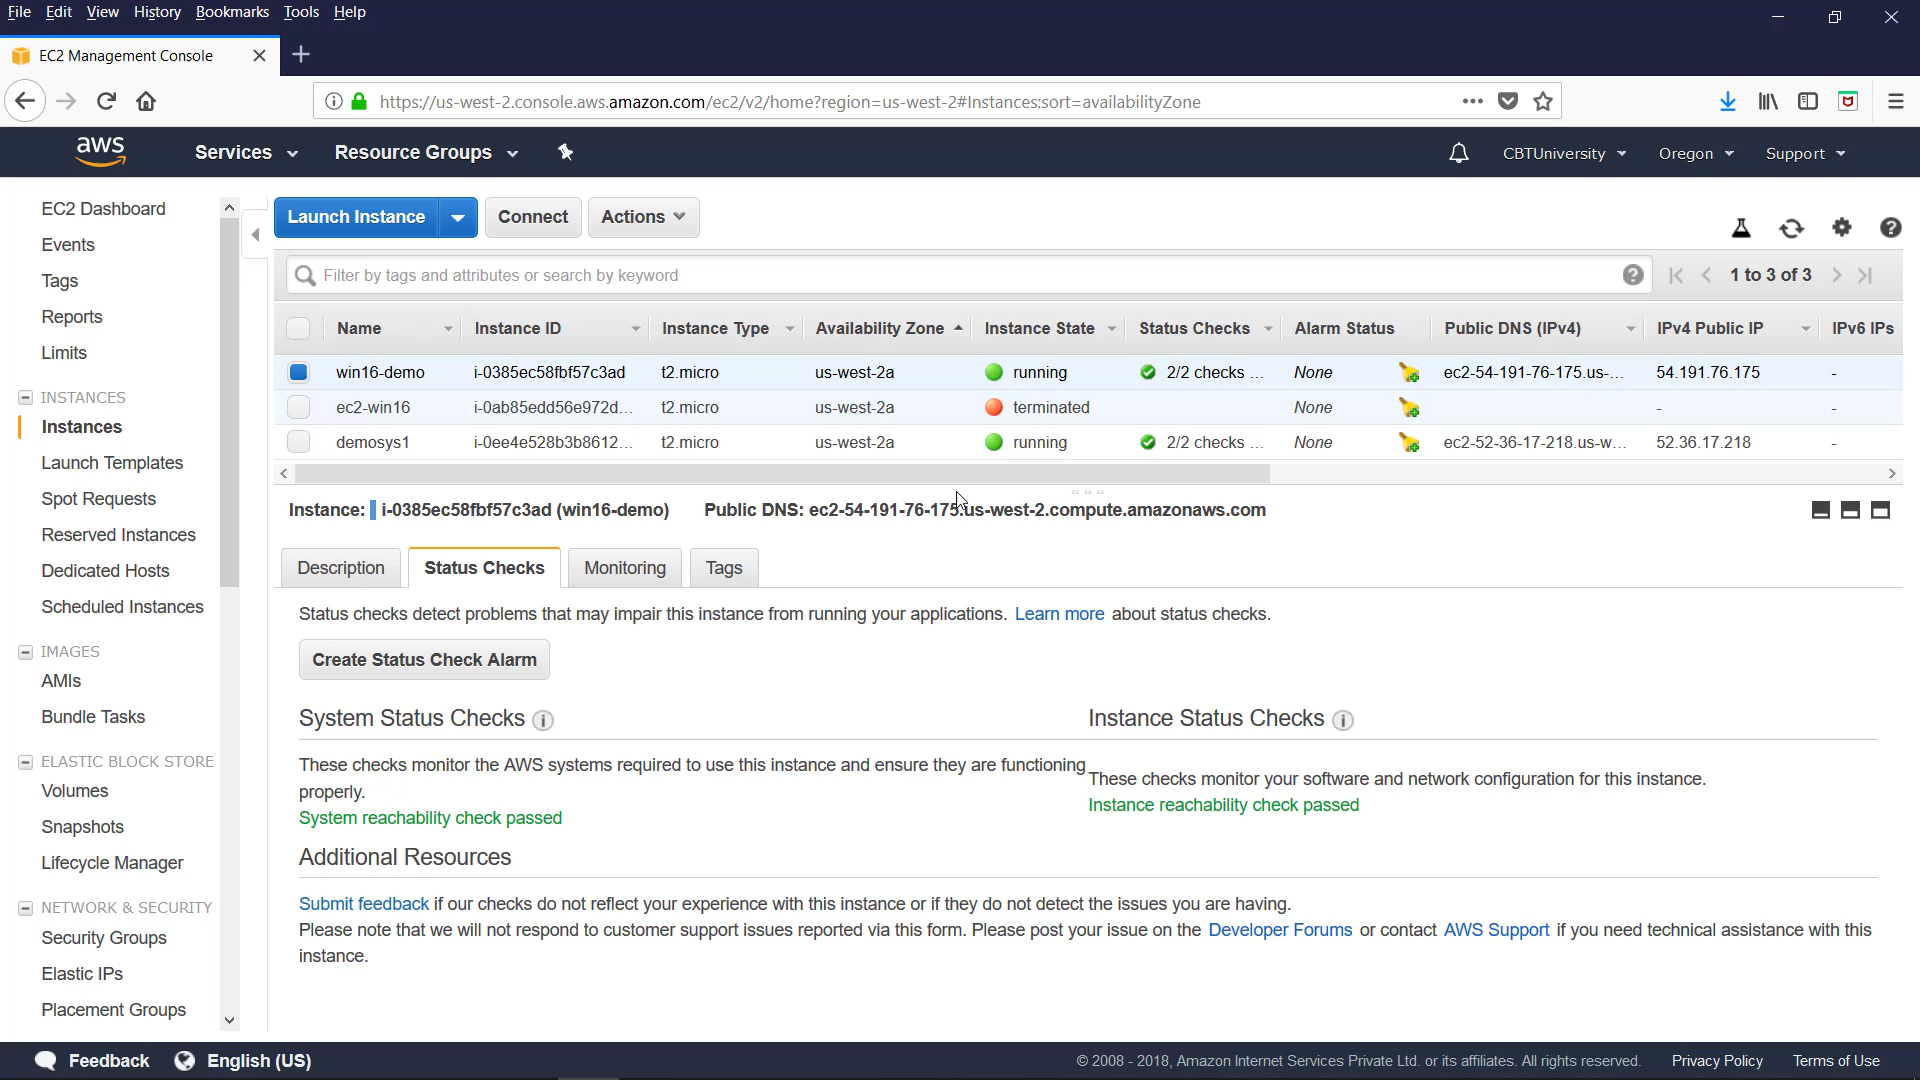 File Edit View History Bookmarks Tools Help
EC2 Management Console
https://us-west-2.console.aws.amazon.com/ec2/v2/home?region=us-west-2#Instances:sort=availabilityZone
aws Services Resource Groups CBTUniversity Oregon Support
EC2 Dashboard
Events
Tags
Reports
Limits
INSTANCES
Instances
Launch Templates
Spot Requests
Reserved Instances
Dedicated Hosts
Scheduled Instances
IMAGES
AMIs
Bundle Tasks
ELASTIC BLOCK STORE
Volumes
Snapshots
Lifecycle Manager
NETWORK & SECURITY
Security Groups
Elastic IPs
Placement Groups
Launch Instance Connect Actions
Filter by tags and attributes or search by keyword 1 to 3 of 3
Name Instance ID Instance Type Availability Zone Instance State Status Checks Alarm Status Public DNS (IPv4) IPv4 Public IP IPv6 IPs
win16-demo i-0385ec58fbf57c3ad t2.micro us-west-2a running 2/2 checks ... None ec2-54-191-76-175.us-... 54.191.76.175 -
ec2-win16 i-0ab85edd56e972d... t2.micro us-west-2a terminated None - -
demosys1 i-0ee4e528b3b8612... t2.micro us-west-2a running 2/2 checks ... None ec2-52-36-17-218.us-w... 52.36.17.218 -
Instance: i-0385ec58fbf57c3ad (win16-demo) Public DNS: ec2-54-191-76-175.us-west-2.compute.amazonaws.com
Description Status Checks Monitoring Tags
Status checks detect problems that may impair this instance from running your applications. Learn more about status checks.
Create Status Check Alarm
System Status Checks
These checks monitor the AWS systems required to use this instance and ensure they are functioning
properly.
System reachability check passed
Instance Status Checks
These checks monitor your software and network configuration for this instance.
Instance reachability check passed
Additional Resources
Submit feedback if our checks do not reflect your experience with this instance or if they do not detect the issues you are having.
Please note that we will not respond to customer support issues reported via this form. Please post your issue on the Developer Forums or contact AWS Support if you need technical assistance with this
instance.
Feedback English (US) © 2008 - 2018, Amazon Internet Services Private Ltd. or its affiliates. All rights reserved. Privacy Policy Terms of Use